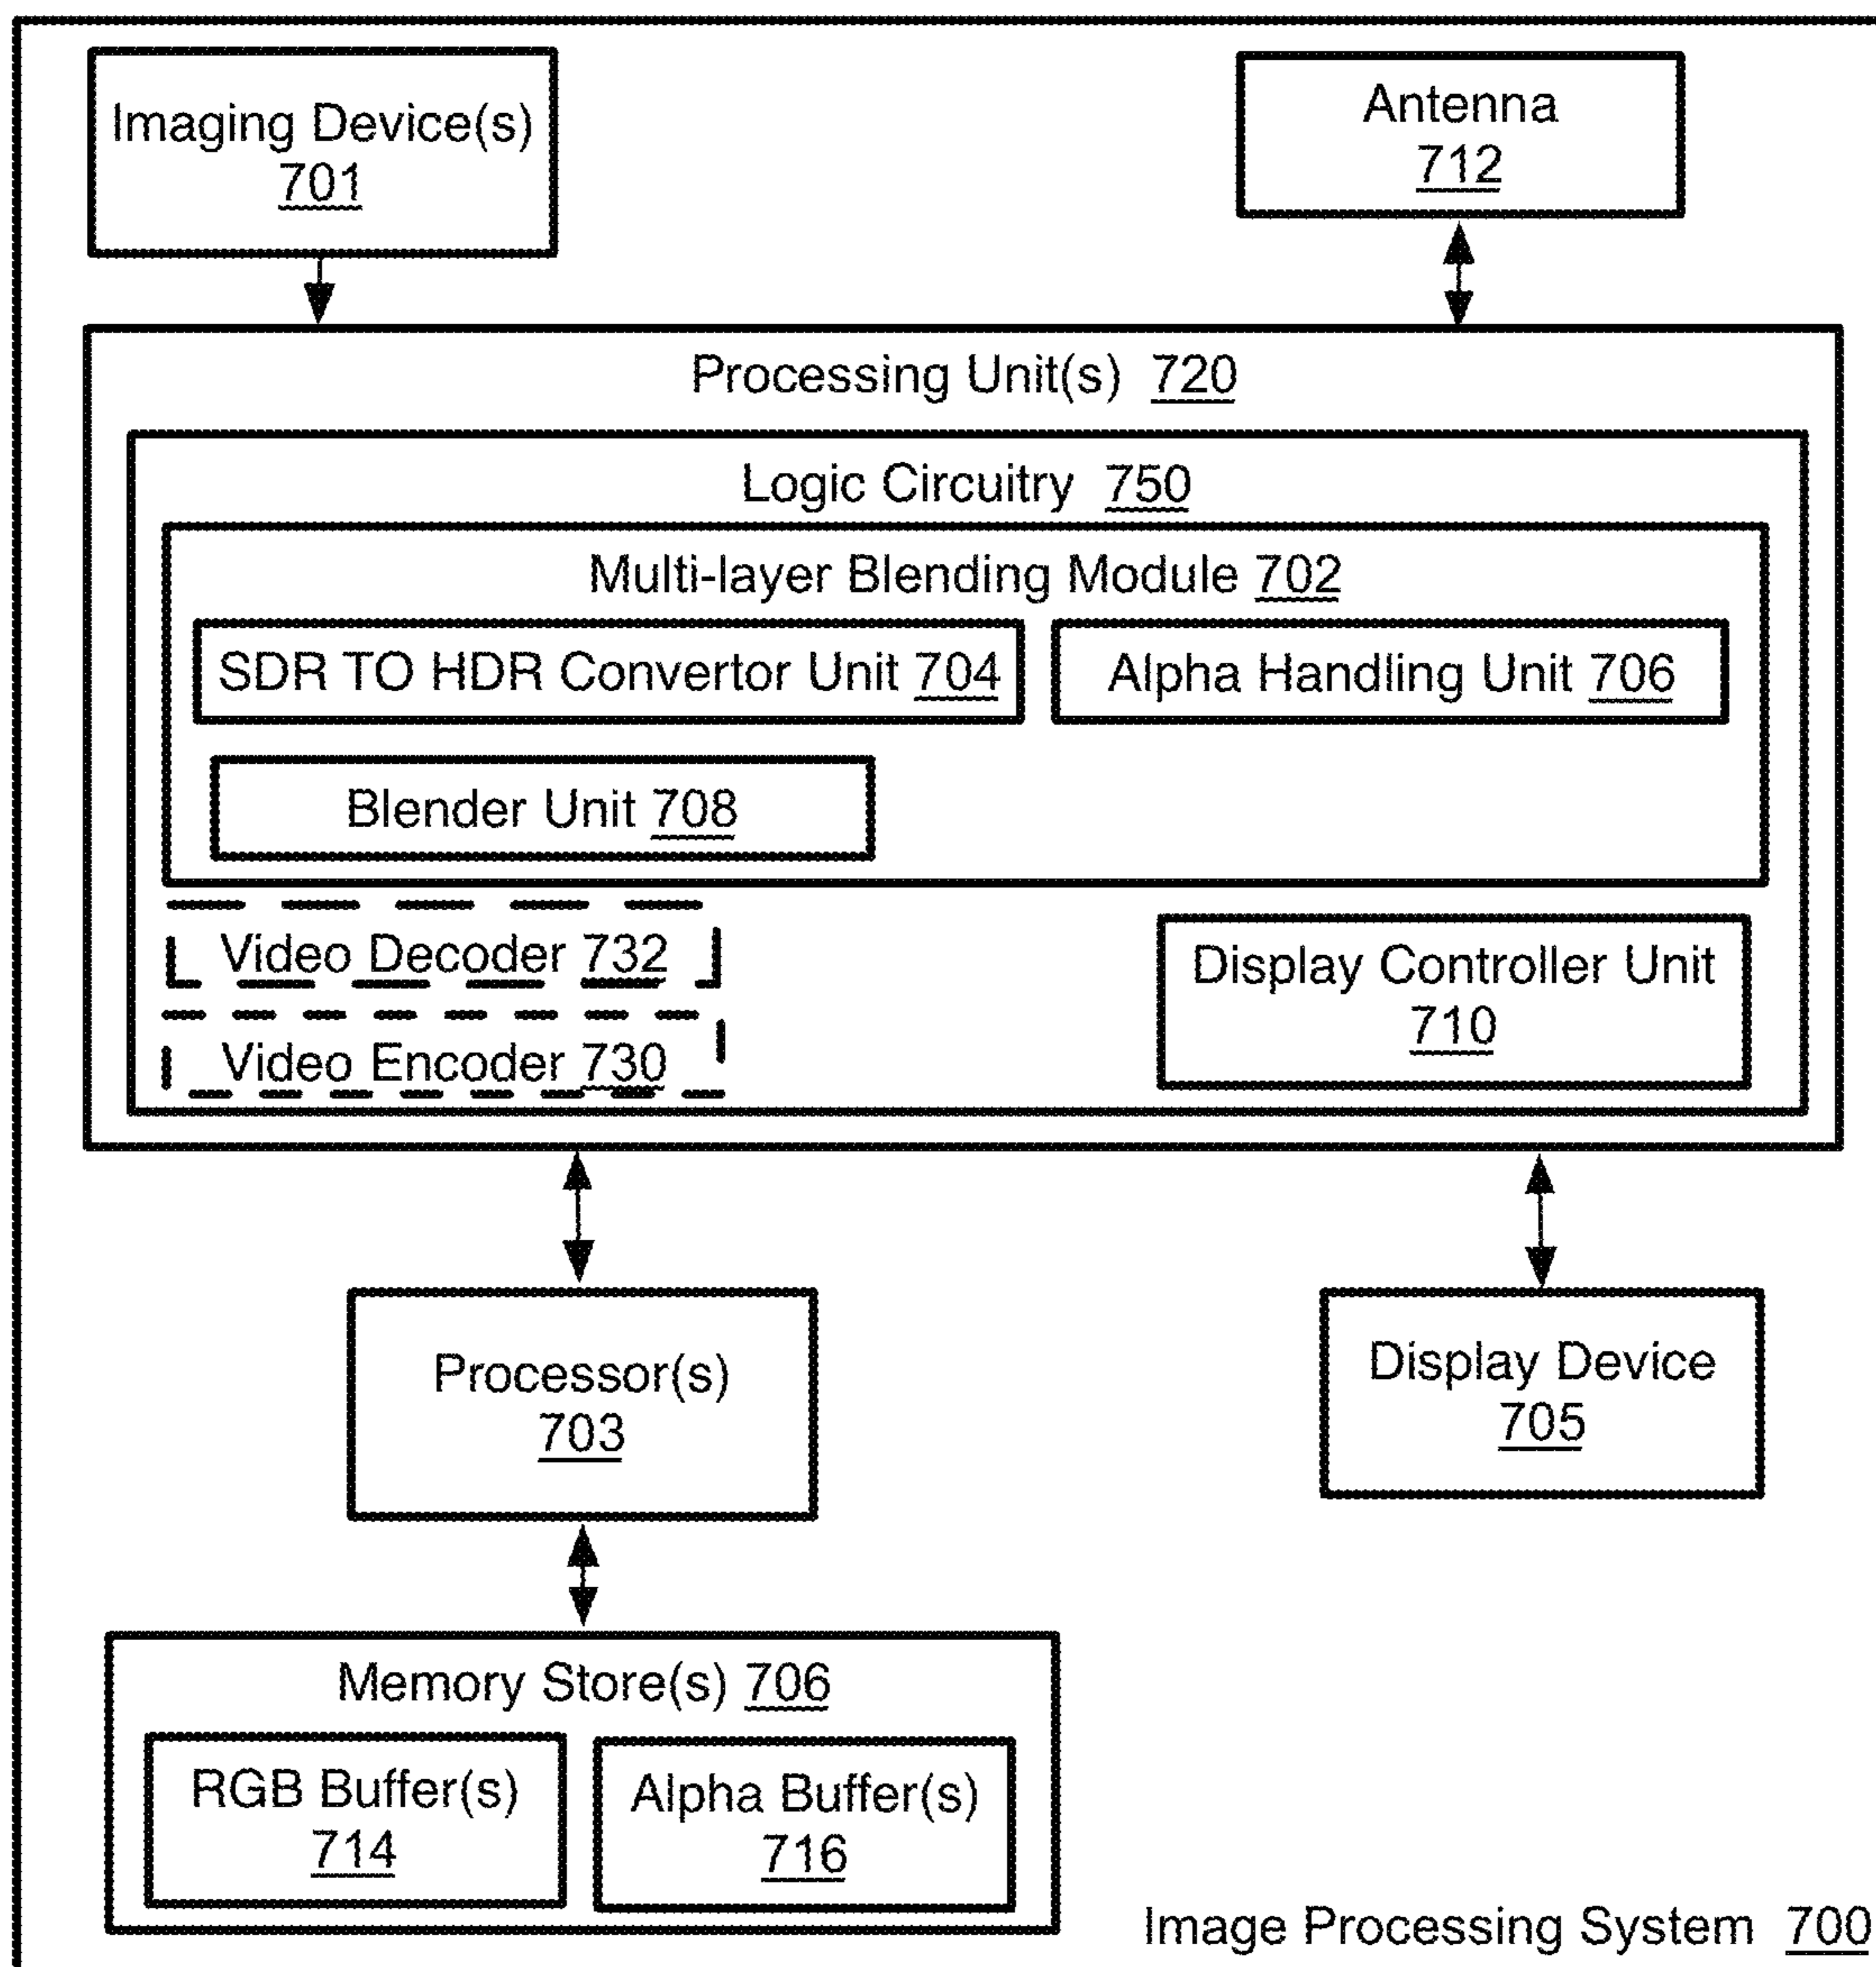 Imaging Device(s)
701
Antenna
712
Processing Unit(s) 720
Logic Circuitry 750
Multi-layer Blending Module 702
SDR TO HDR Convertor Unit 704
Alpha Handling Unit 706
Blender Unit 708
Video Decoder 732
Video Encoder 730
Display Controller Unit
710
Processor(s)
703
Display Device
705
Memory Store(s) 706
RGB Buffer(s)
714
Alpha Buffer(s)
716
Image Processing System 700